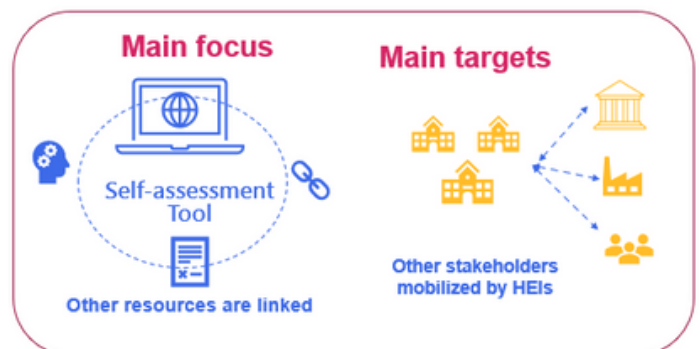 Main focus
Self-assessment
Tool
Other resources are linked
Main targets
Other stakeholders
mobilized by HEIs